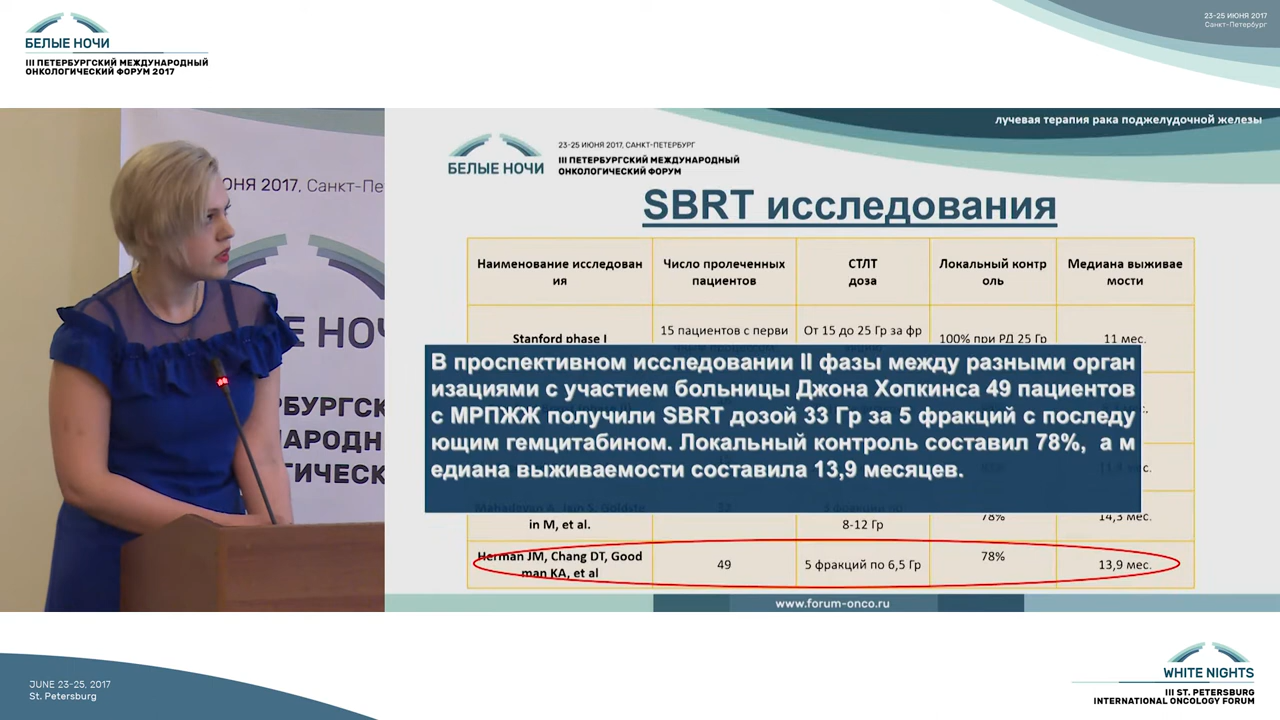 БЕЛЫЕ НОЧИ
III ПЕТЕРБУРГСКИЙ МЕЖДУНАРОДНЫЙ
ОНКОЛОГИЧЕСКИЙ ФОРУМ 2017
23-25 ИЮНЯ 2017
Санкт-Петербург
ОНЯ 2017, Санкт-Пе
ЫЕ НОЧ
РБУРГСК
НАРОДН
ГИЧЕСКИ
лучевая терапия рака поджелудочной железы
БЕЛЫЕ НОЧИ
23-25 ИЮНЯ 2017, САНКТ-ПЕТЕРБУРГ
III ПЕТЕРБУРГСКИЙ МЕЖДУНАРОДНЫЙ
ОНКОЛОГИЧЕСКИЙ ФОРУМ
SBRT исследования
Наименование исследован
ия
Число пролеченных
пациентов
СТЛТ
доза
Локальный контр
оль
Медиана выживае
мости
Stanford phase I
15 пациентов с перви
От 15 до 25 Гр за фр
100% при РД 25 Гр
11 мес.
В проспективном исследовании II фазы между разными орган
изациями с участием больницы Джона Хопкинса 49 пациентов
с МРПЖЖ получили SBRT дозой 33 Гр за 5 фракций с последу
ющим гемцитабином. Локальный контроль составил 78%, а м
едиана выживаемости составила 13,9 месяцев.
in M, et al.
8-12 Гр
78%
14,3 мес.
Herman JM, Chang DT, Good
man KA, et al
49
5 фракций по 6,5 Гр
78%
13,9 мес.
www.forum-onco.ru
JUNE 23-25, 2017
St. Petersburg
WHITE NIGHTS
III ST. PETERSBURG
INTERNATIONAL ONCOLOGY FORUM